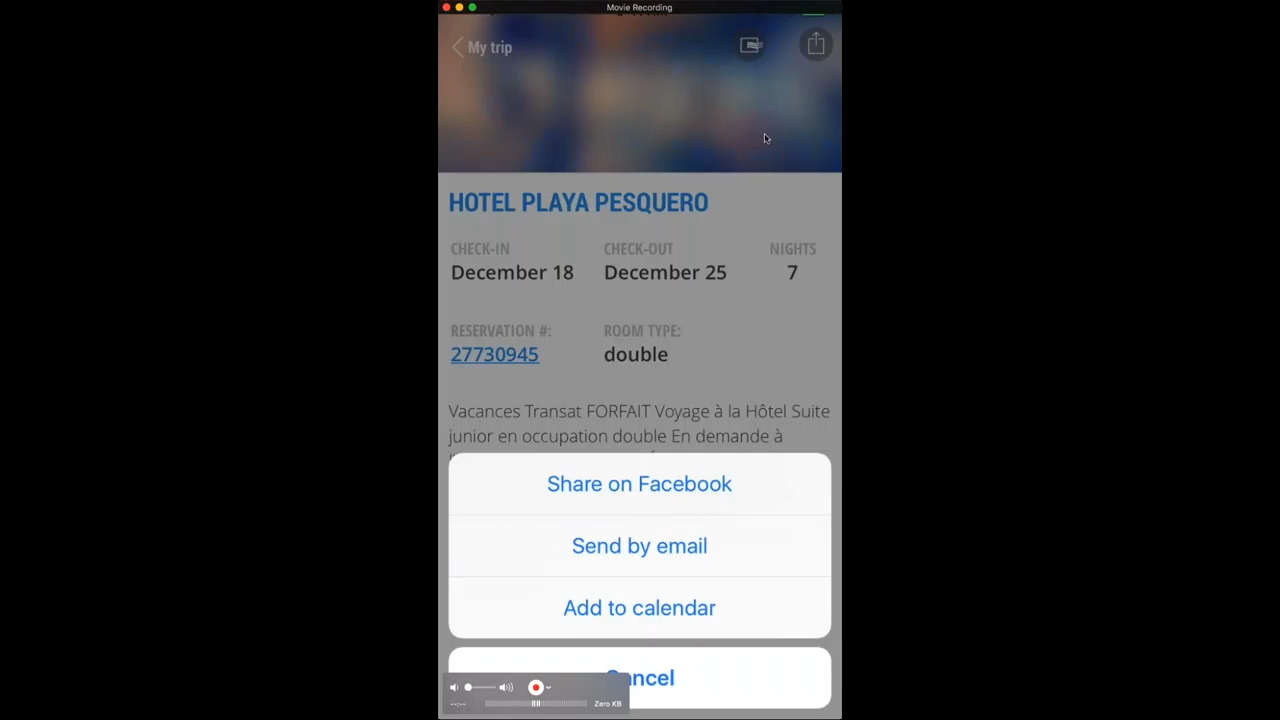 Movie Recording
My trip
HOTEL PLAYA PESQUERO
CHECK-IN CHECK-OUT NIGHTS
December 18 December 25 7
RESERVATION #: ROOM TYPE:
27730945 double
Vacances Transat FORFAIT Voyage à la Hôtel Suite
junior en occupation double En demande à
Share on Facebook
Send by email
Add to calendar
ncel
--:-- Zero KB